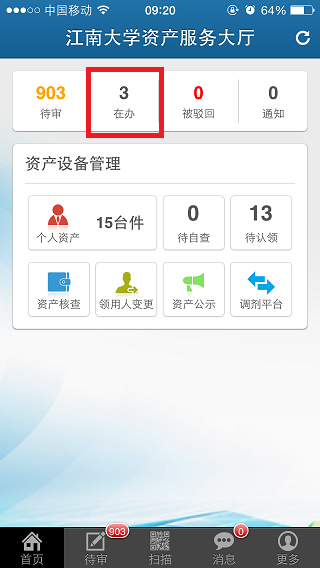 中国移动 09:20 64%
江南大学资产服务大厅
903 3 0 0
待审 在办 被驳回 通知
资产设备管理
个人资产 15台件 0 待自查 13 待认领
资产核查 领用人变更 资产公示 调剂平台
903 0
首页 待审 扫描 消息 更多